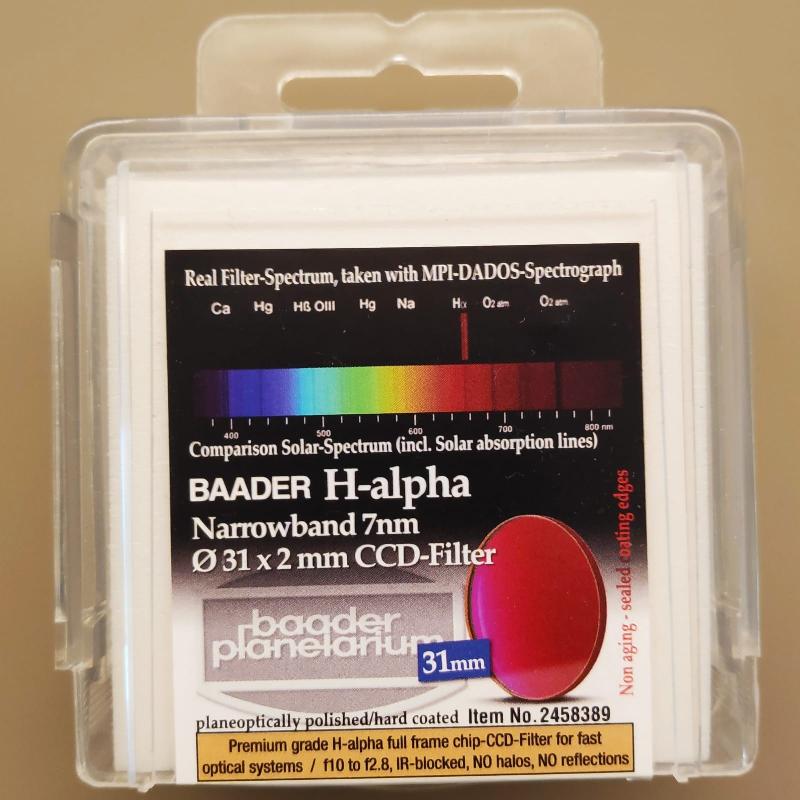 Real Filter-Spectrum, taken with MPI-DADOS-Spectrograph
Ca Hg Hß OIII Hg Na Hα O2 atm O2 atm
400 500 600 700 800 nm
Comparison Solar-Spectrum (incl. Solar absorption lines)
BAADER H-alpha
Narrowband 7nm
Ø 31 x 2 mm CCD-Filter
Non aging - sealed coating edges
baader
planetarium
31mm
planeoptically polished/hard coated Item No. 2458389
Premium grade H-alpha full frame chip-CCD-Filter for fast
optical systems / f10 to f2.8, IR-blocked, NO halos, NO reflections